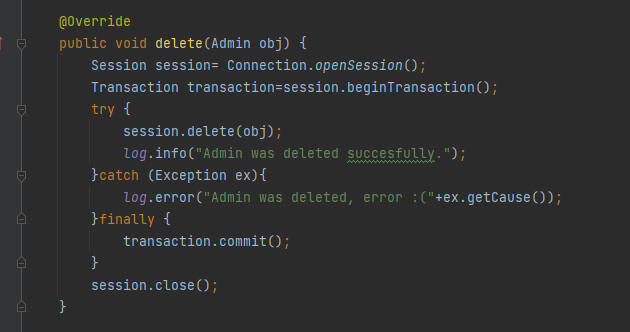 @Override
public void delete(Admin obj) {
Session session= Connection.openSession();
Transaction transaction=session.beginTransaction();
try {
session.delete(obj);
log.info("Admin was deleted succesfully.");
}catch (Exception ex){
log.error("Admin was deleted, error :("+ex.getCause());
}finally {
transaction.commit();
}
session.close();
}